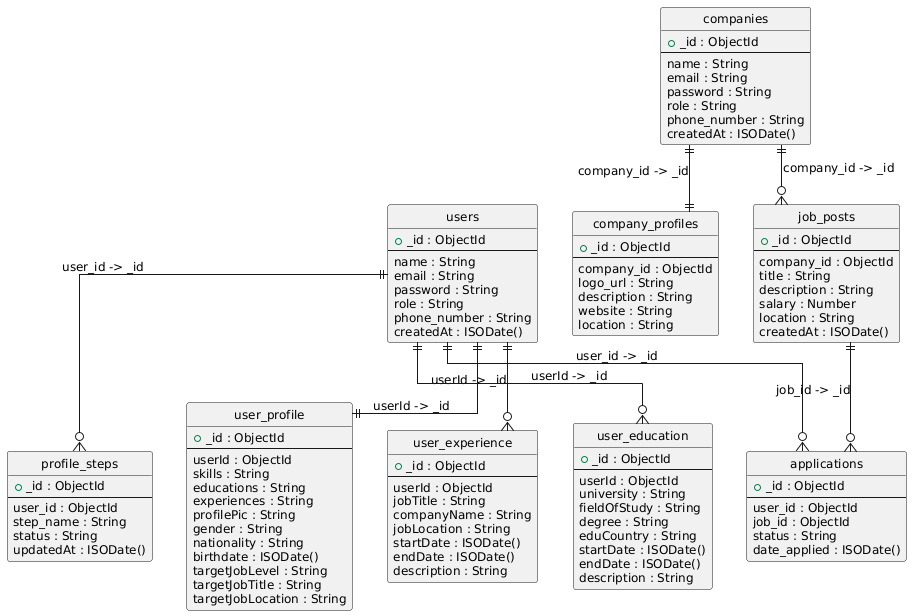 companies
_id : ObjectId
name : String
email : String
password : String
role : String
phone_number : String
createdAt : ISODate()
company_id -> _id
company_id -> _id
users
_id : ObjectId
name : String
email : String
password : String
role : String
phone_number : String
createdAt : ISODate()
company_profiles
_id : ObjectId
company_id : ObjectId
logo_url : String
description : String
website : String
location : String
job_posts
_id : ObjectId
company_id : ObjectId
title : String
description : String
salary : Number
location : String
createdAt : ISODate()
user_id -> _id
user_id -> _id
userId -> _id
userId -> _id
job_id -> _id
userId -> _id
profile_steps
_id : ObjectId
user_id : ObjectId
step_name : String
status : String
updatedAt : ISODate()
user_profile
_id : ObjectId
userId : ObjectId
skills : String
educations : String
experiences : String
profilePic : String
gender : String
nationality : String
birthdate : ISODate()
targetJobLevel : String
targetJobTitle : String
targetJobLocation : String
user_experience
_id : ObjectId
userId : ObjectId
jobTitle : String
companyName : String
jobLocation : String
startDate : ISODate()
endDate : ISODate()
description : String
user_education
_id : ObjectId
userId : ObjectId
university : String
fieldOfStudy : String
degree : String
eduCountry : String
startDate : ISODate()
endDate : ISODate()
description : String
applications
_id : ObjectId
user_id : ObjectId
job_id : ObjectId
status : String
date_applied : ISODate()